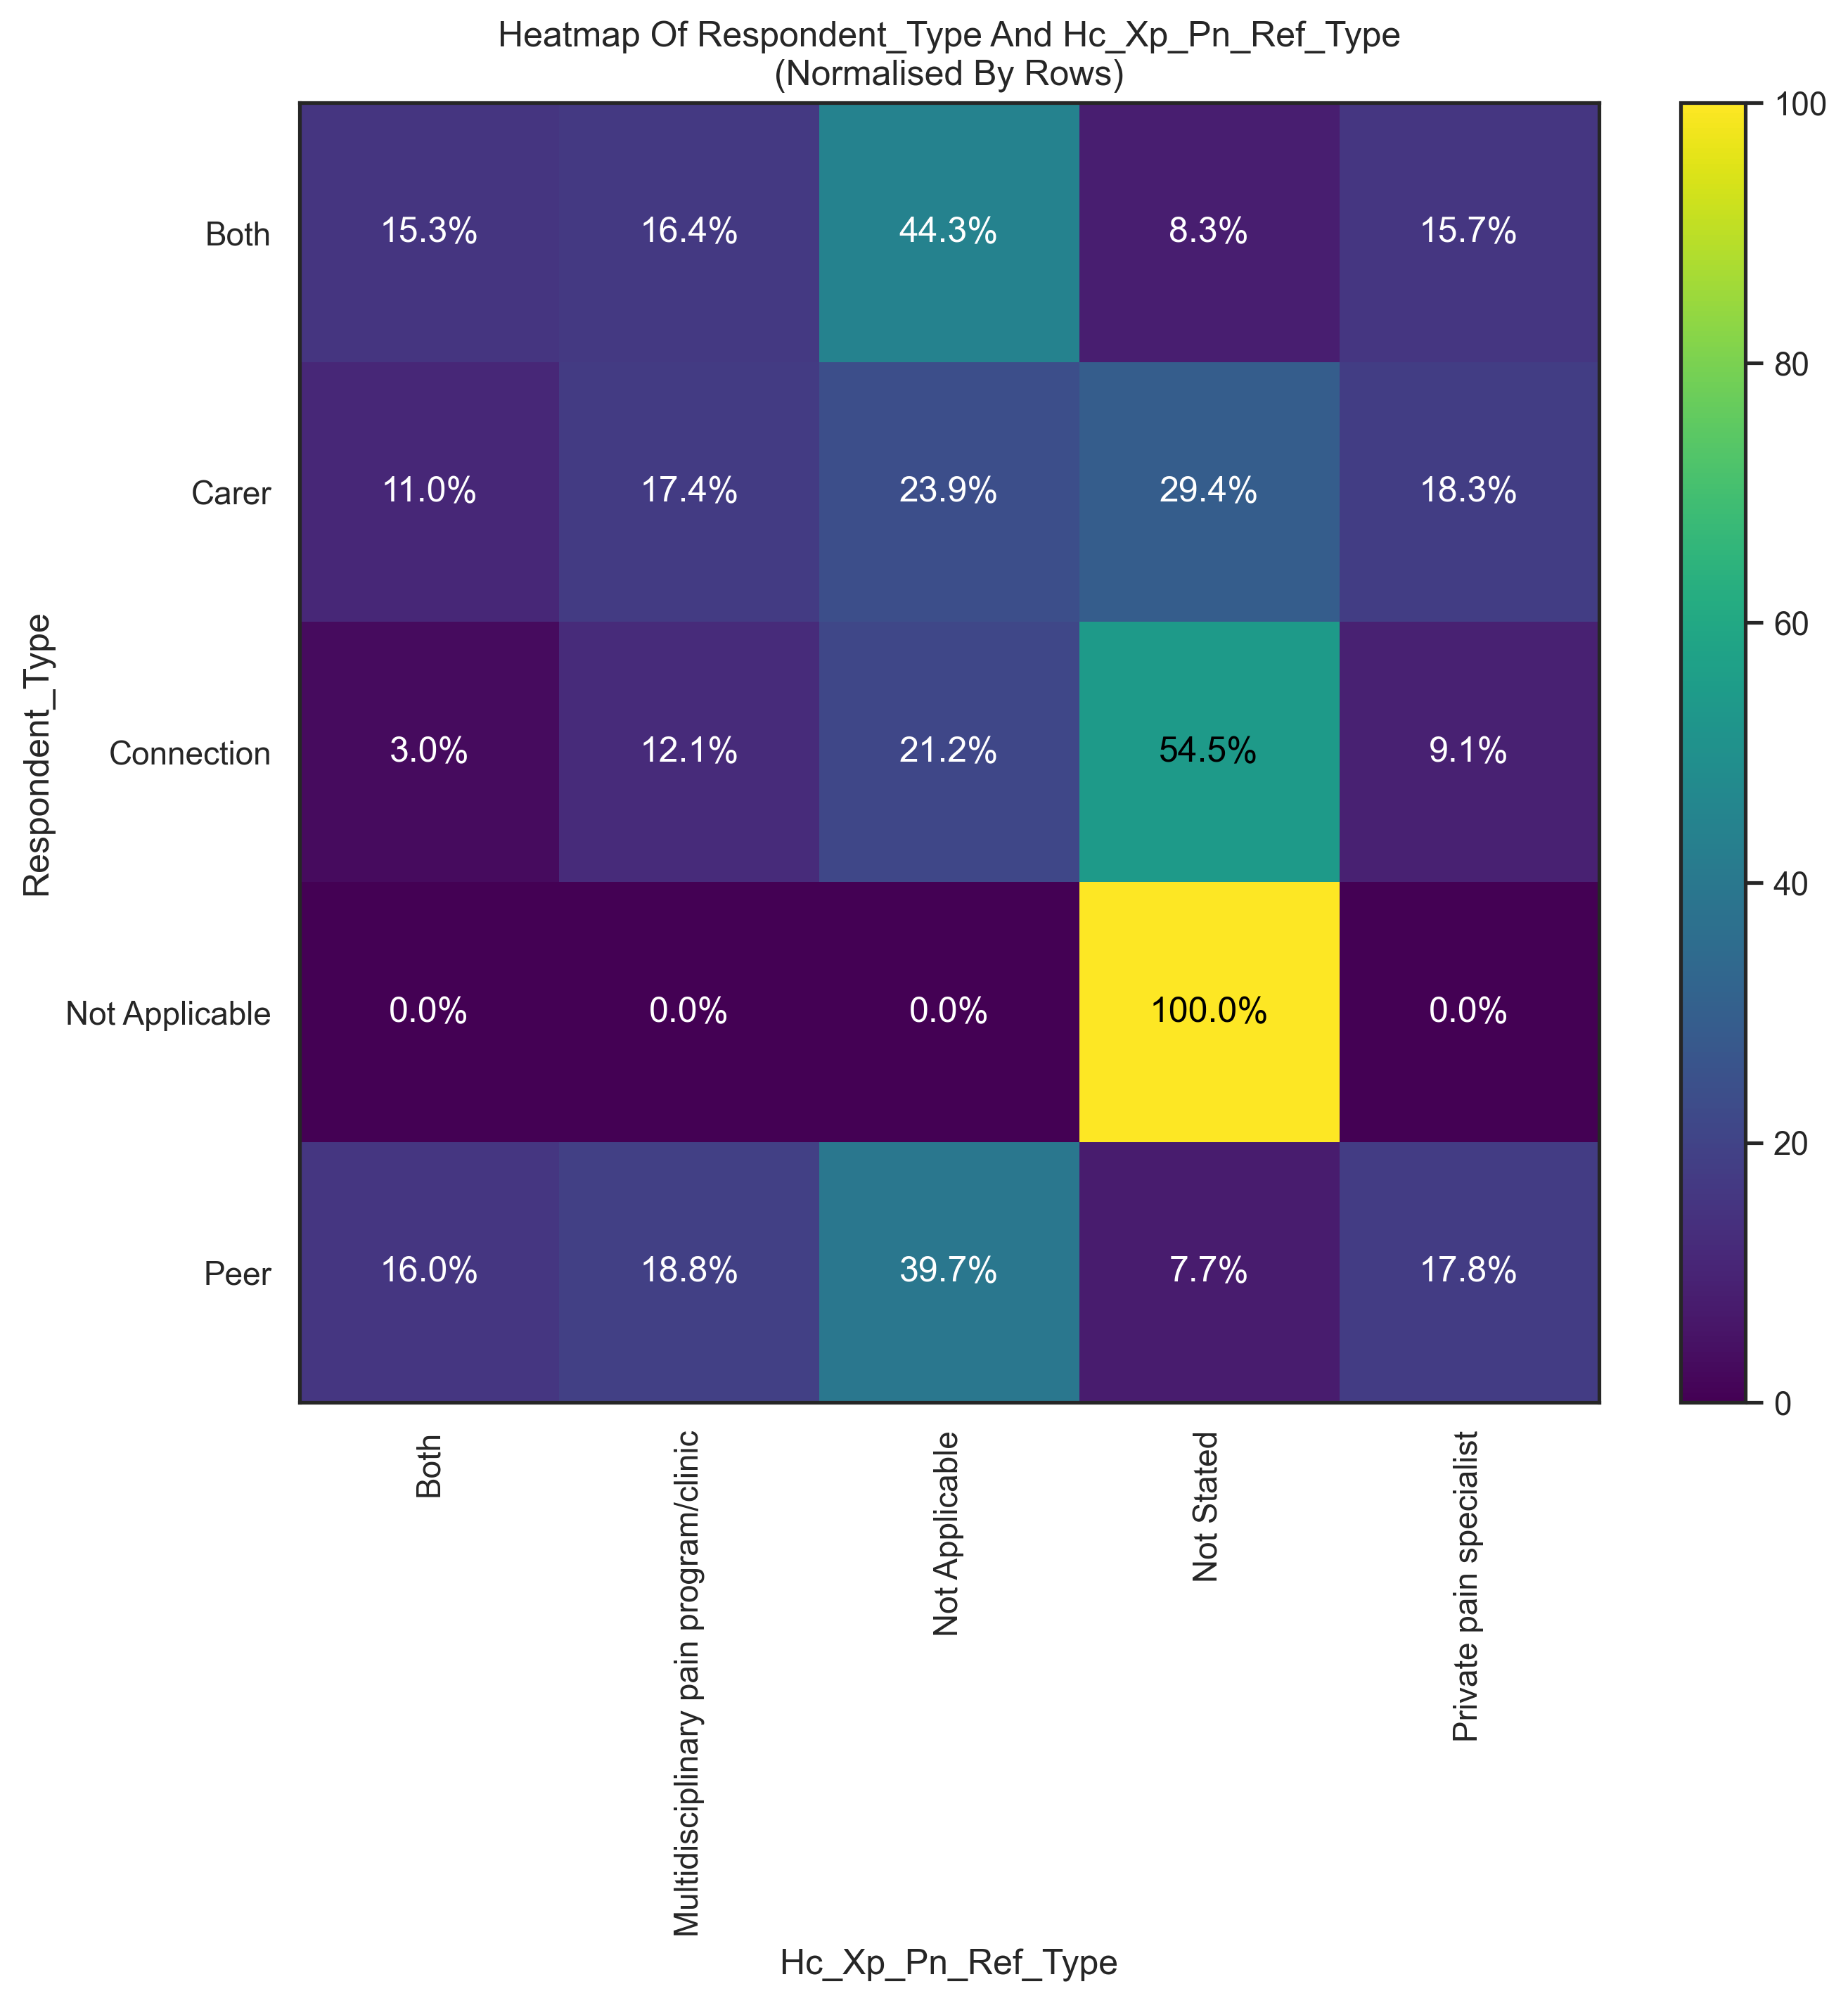 Heatmap Of Respondent_Type And Hc_Xp_Pn_Ref_Type
(Normalised By Rows)
Respondent_Type
Both
15.3%
16.4%
44.3%
8.3%
15.7%
Carer
11.0%
17.4%
23.9%
29.4%
18.3%
Connection
3.0%
12.1%
21.2%
54.5%
9.1%
Not Applicable
0.0%
0.0%
0.0%
100.0%
0.0%
Peer
16.0%
18.8%
39.7%
7.7%
17.8%
Both
Multidisciplinary pain program/clinic
Not Applicable
Not Stated
Private pain specialist
Hc_Xp_Pn_Ref_Type
100
80
60
40
20
0